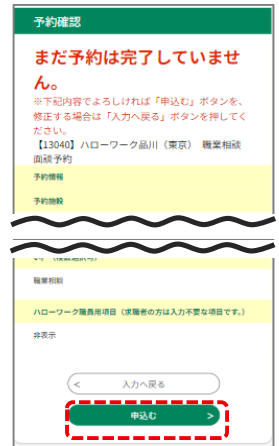 予約確認
まだ予約は完了していませ
ん。
※下記内容でよろしければ「申込む」ボタンを、
修正する場合は「入力へ戻る」ボタンを押してく
ださい。
【13040】ハローワーク品川（東京） 職業相談
面談予約
予約情報
予約施設
職業相談
ハローワーク職員用項目（求職者の方は入力不要な項目です。）
非表示
< 入力へ戻る
申込む >